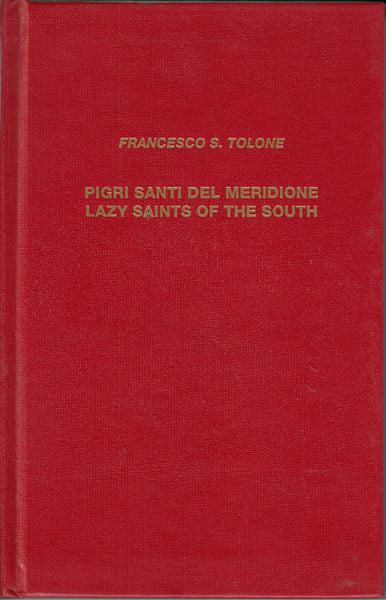 FRANCESCO S. TOLONE
PIGRI SANTI DEL MERIDIONE
LAZY SAINTS OF THE SOUTH